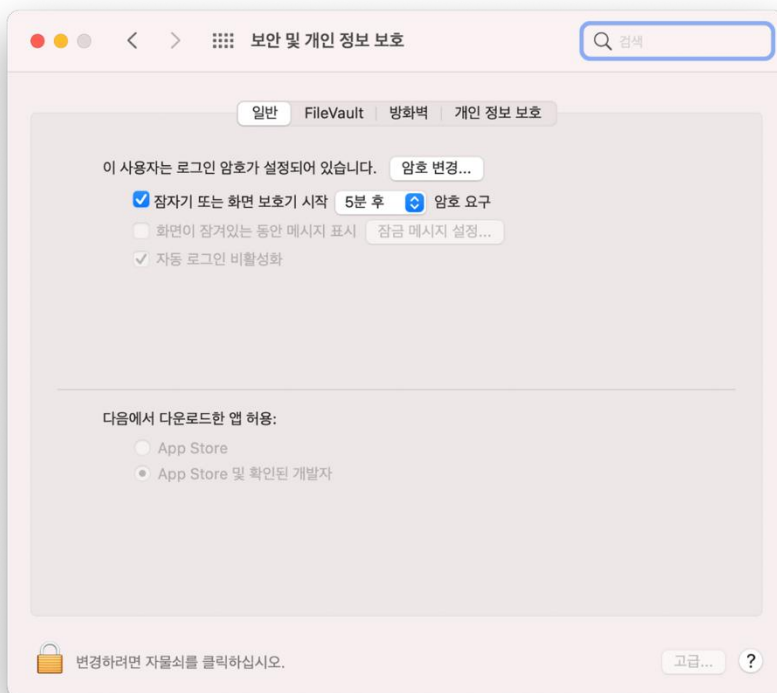 보안 및 개인 정보 보호
검색
일반 FileVault 방화벽 개인 정보 보호
이 사용자는 로그인 암호가 설정되어 있습니다. 암호 변경...
잠자기 또는 화면 보호기 시작 5분 후 암호 요구
화면이 잠겨있는 동안 메시지 표시 잠금 메시지 설정...
자동 로그인 비활성화
다음에서 다운로드한 앱 허용:
App Store
App Store 및 확인된 개발자
변경하려면 자물쇠를 클릭하십시오.
고급... ?